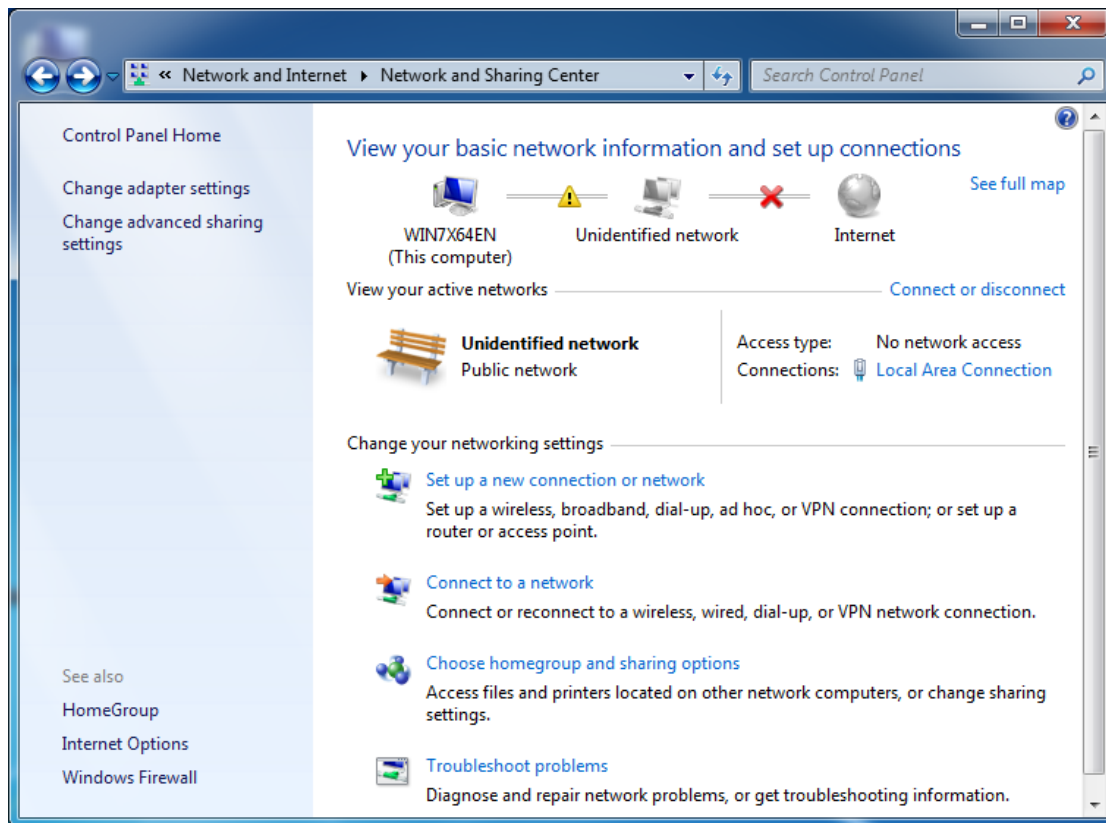 « Network and Internet ▸ Network and Sharing Center
Search Control Panel
Control Panel Home
Change adapter settings
Change advanced sharing
settings
See also
HomeGroup
Internet Options
Windows Firewall
View your basic network information and set up connections
See full map
WIN7X64EN
(This computer)
Unidentified network
Internet
View your active networks
Connect or disconnect
Unidentified network
Public network
Access type: No network access
Connections: Local Area Connection
Change your networking settings
Set up a new connection or network
Set up a wireless, broadband, dial-up, ad hoc, or VPN connection; or set up a
router or access point.
Connect to a network
Connect or reconnect to a wireless, wired, dial-up, or VPN network connection.
Choose homegroup and sharing options
Access files and printers located on other network computers, or change sharing
settings.
Troubleshoot problems
Diagnose and repair network problems, or get troubleshooting information.